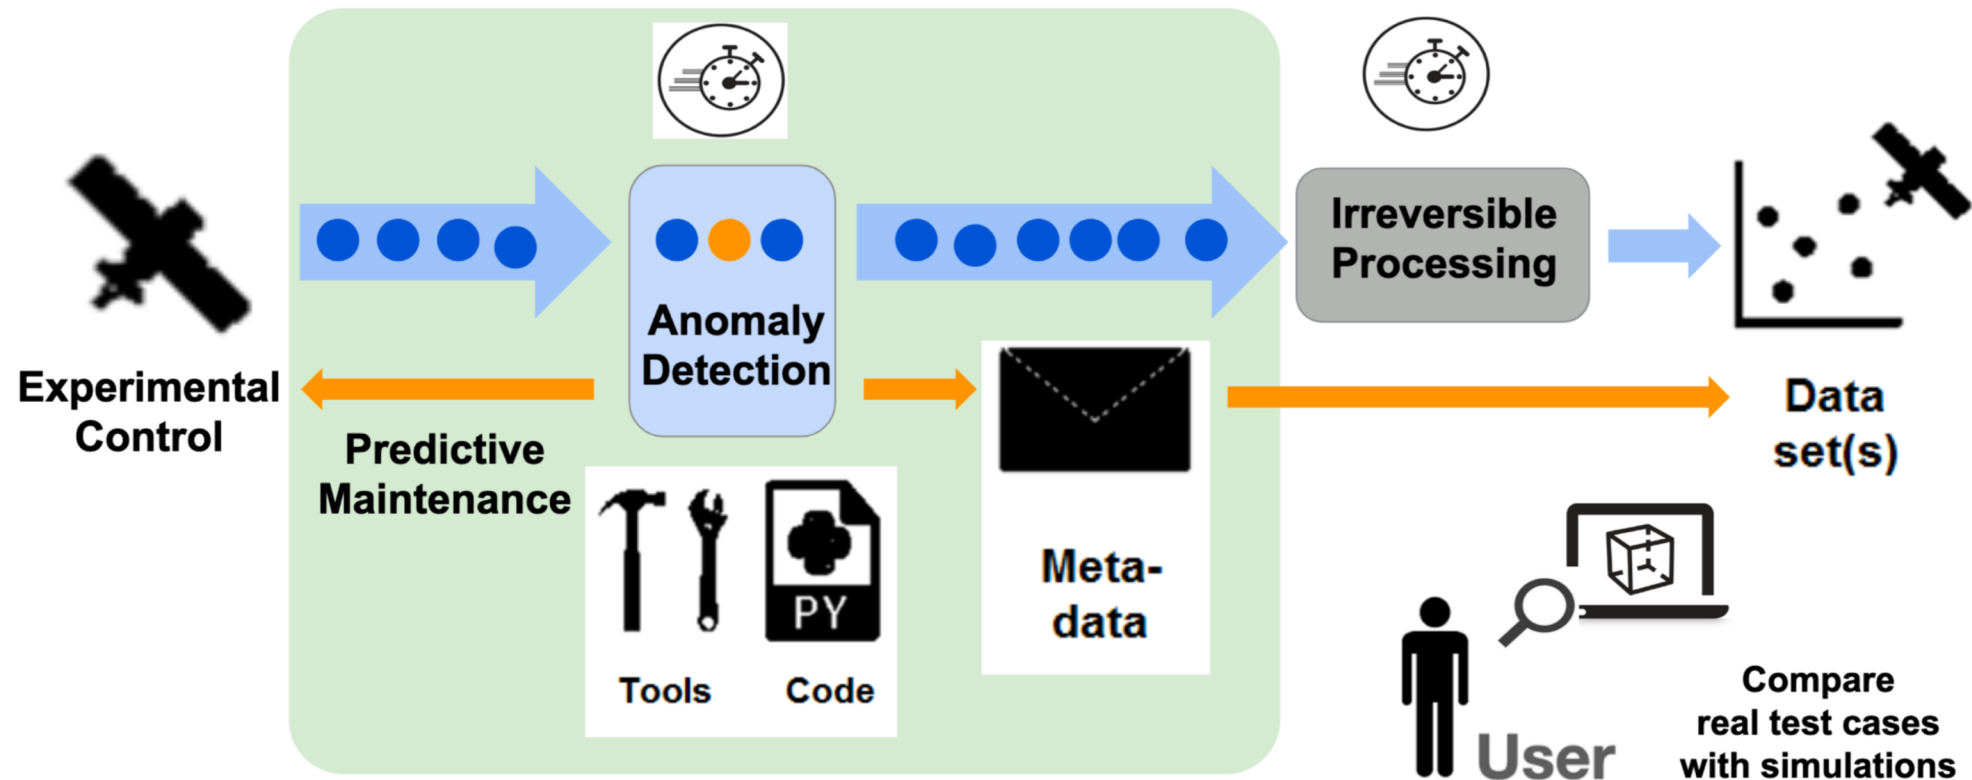 Experimental
Control
Predictive
Maintenance
Anomaly
Detection
PY
Tools
Code
Meta-
data
Irreversible
Processing
Data
set(s)
User
Compare
real test cases
with simulations